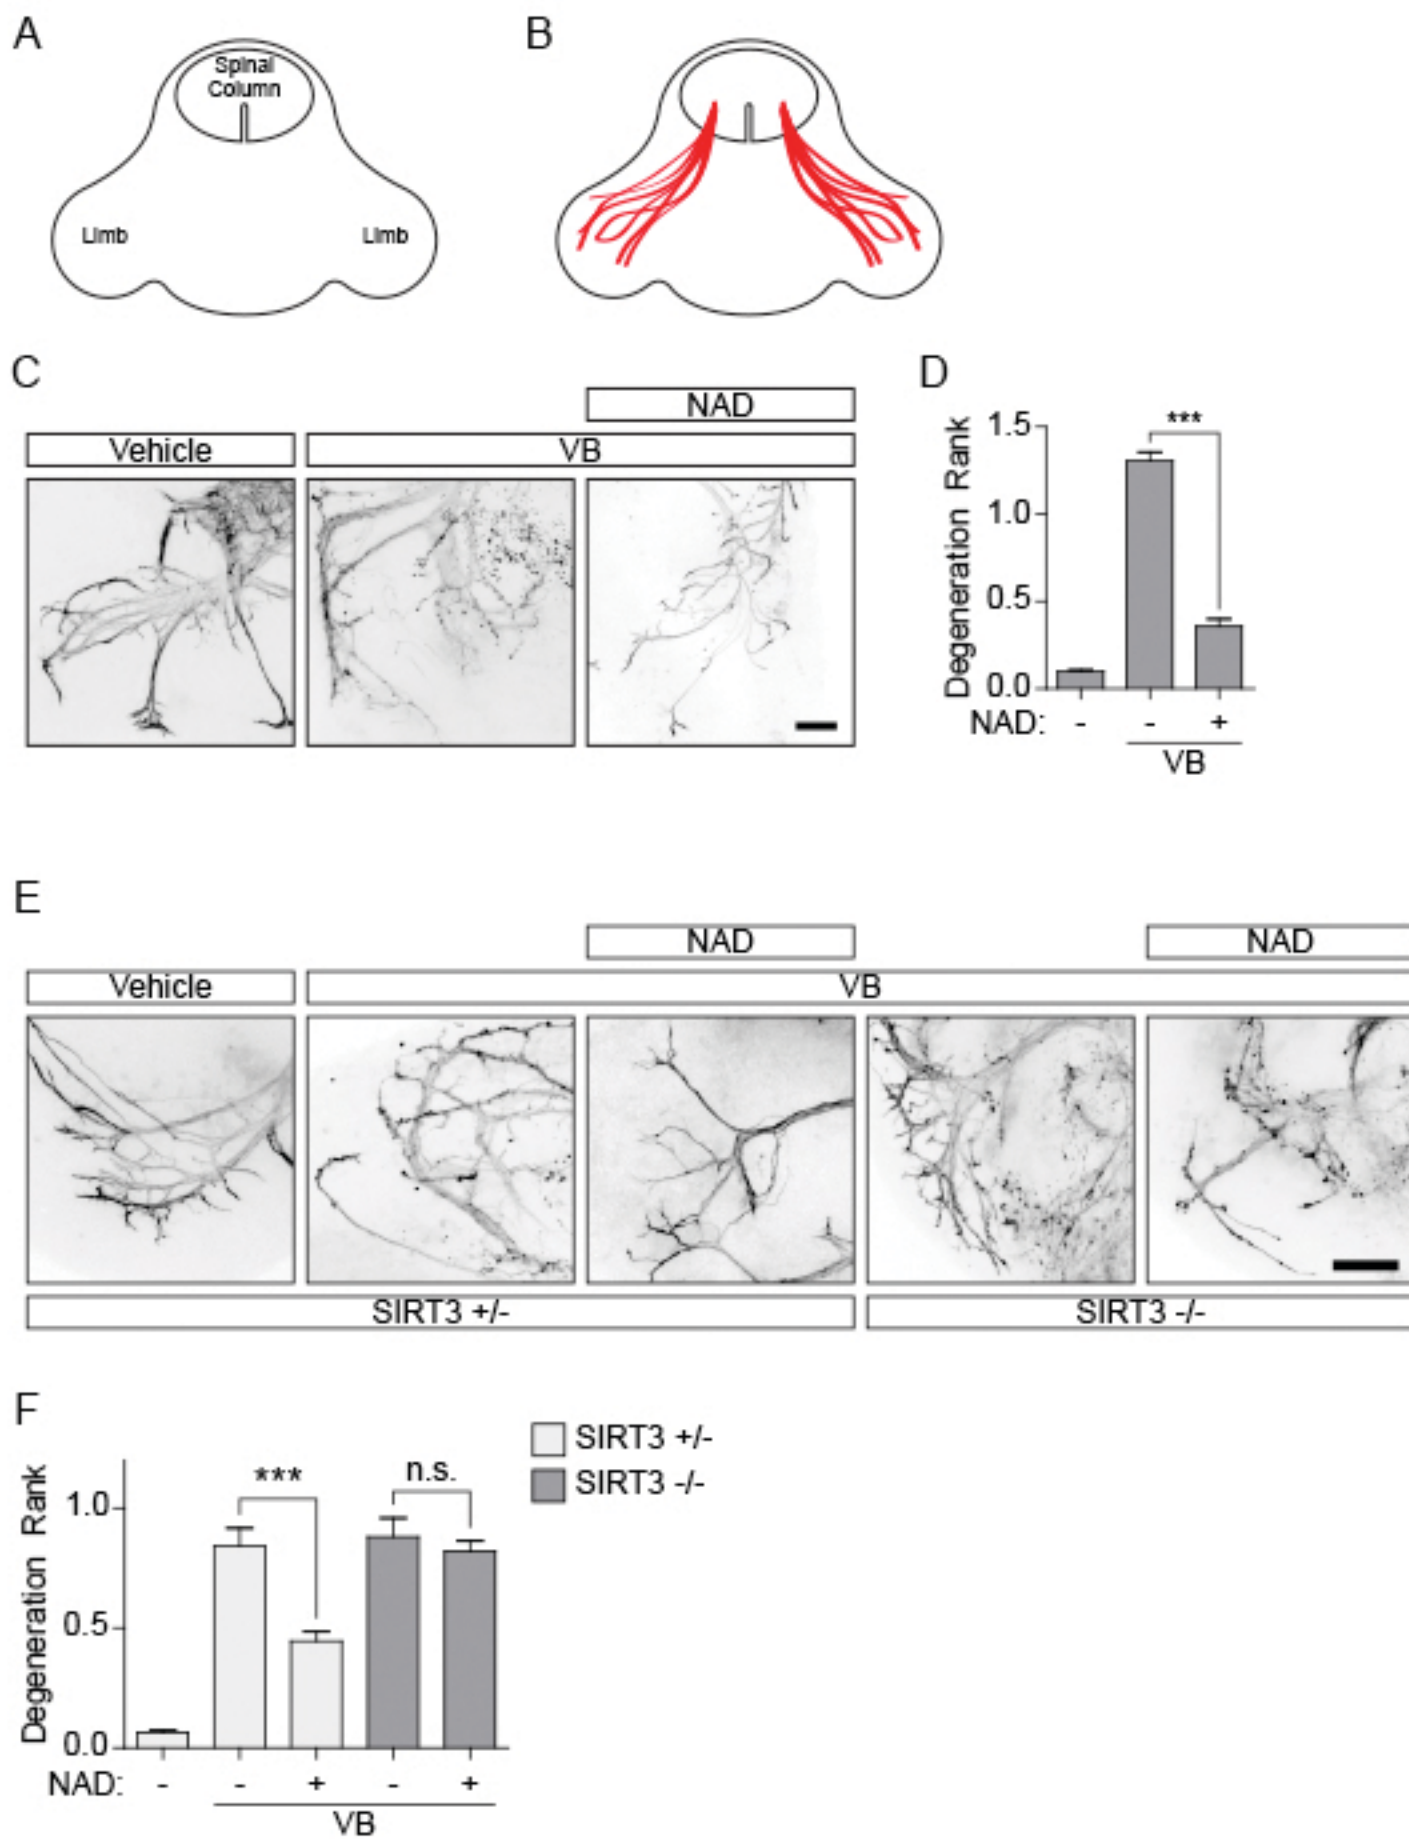 A
B
Spinal
Column
Limb
Limb
C
D
NAD
Vehicle
VB
Degeneration Rank
1.5
1.0
0.5
0.0
***
NAD: - - +
VB
E
NAD
NAD
Vehicle
VB
SIRT3 +/-
SIRT3 -/-
F
SIRT3 +/-
SIRT3 -/-
Degeneration Rank
1.0
0.5
0.0
***
n.s.
NAD: - - + - +
VB